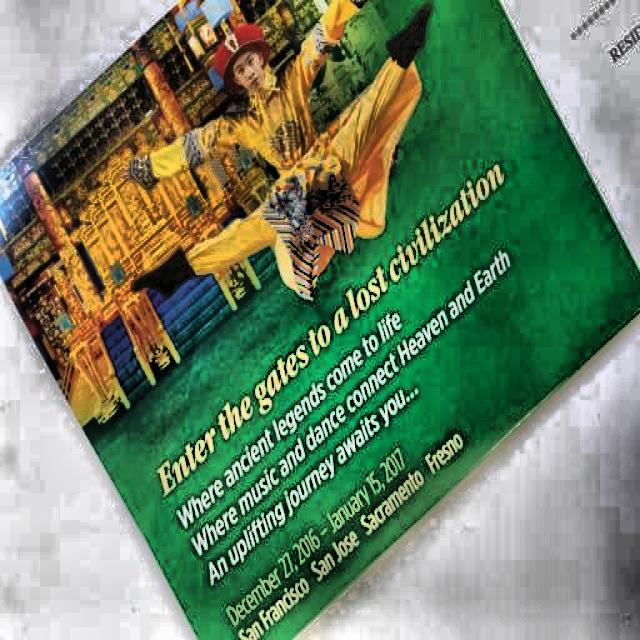 Enter the gates to a lost civilization
Where ancient legends come to life
Where music and dance connect Heaven and Earth
An uplifting journey awaits you...
December 27, 2016 - January 15, 2017
San Francisco San Jose Sacramento Fresno